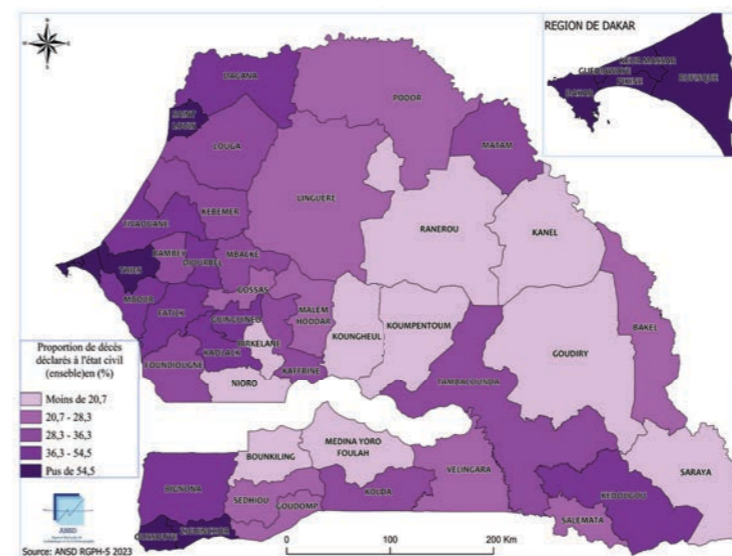 REGION DE DAKAR
GUEDIAWAYE
KEUR MASSAR
PIKINE
RUFISQUE
DAKAR
DAGANA
PODOR
SAINT
LOUIS
LOUGA
MATAM
LINGUERE
KEBEMER
RANEROU
KANEL
TIVAOUANE
BAMBEY
MBACKE
THIES
DIOURBEL
GOSSAS
MBOUR
MALEM
HODDAR
BAKEL
FATICK
GUINGUINEO
KOUNGHEUL
KOUMPENTOUM
BIRKELANE
GOUDIRY
KAOLACK
FOUNDIOUGNE
KAFFRINE
TAMBACOUNDA
NIORO
Proportion de décès
déclarés à l'état civil
(enseble)en (%)
Moins de 20,7
20,7 - 28,3
28,3 - 36,3
36,3 - 54,5
Pus de 54,5
MEDINA YORO
FOULAH
BOUNKILING
SARAYA
VELINGARA
BIGNONA
KOLDA
KEDOUGOU
SEDHIOU
GOUDOMP
SALEMATA
OUSSOUYE
ZIGUINCHOR
ANSD
Source: ANSD RGPH-5 2023
0 100 200 Km